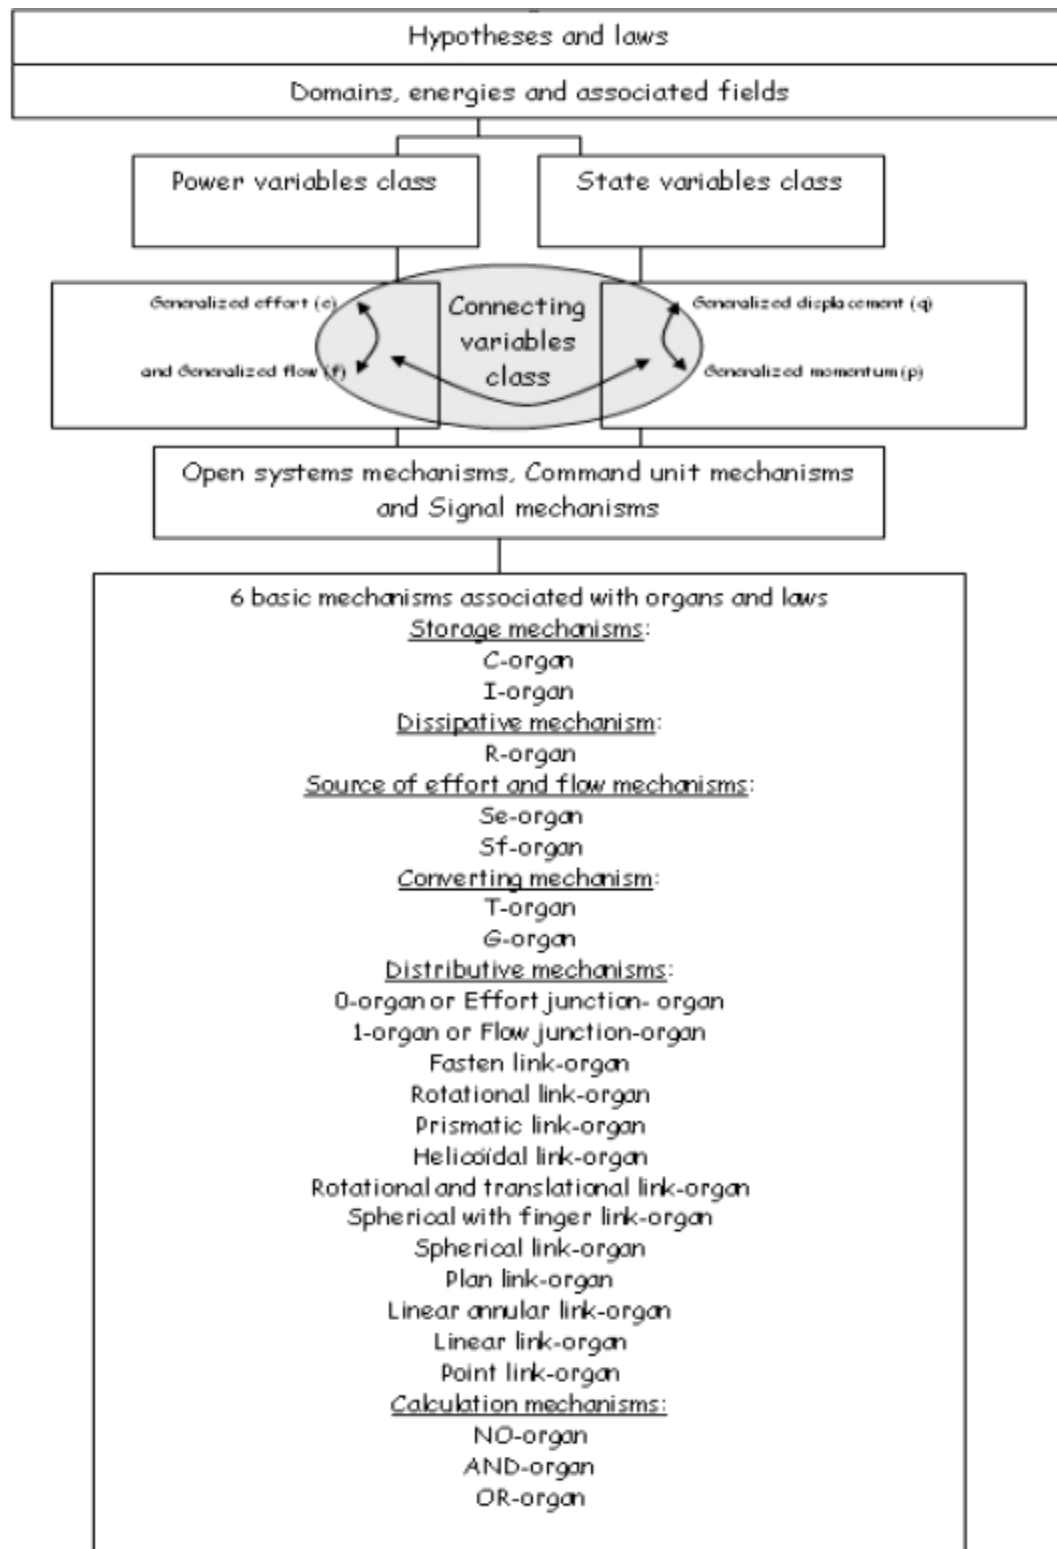 Hypotheses and laws
Domains, energies and associated fields
Power variables class
State variables class
Generalized effort (e)
and Generalized flow (f)
Connecting
variables
class
Generalized displacement (q)
Generalized momentum (p)
Open systems mechanisms, Command unit mechanisms
and Signal mechanisms
6 basic mechanisms associated with organs and laws
Storage mechanisms:
C-organ
I-organ
Dissipative mechanism:
R-organ
Source of effort and flow mechanisms:
Se-organ
Sf-organ
Converting mechanism:
T-organ
G-organ
Distributive mechanisms:
0-organ or Effort junction- organ
1-organ or Flow junction-organ
Fasten link-organ
Rotational link-organ
Prismatic link-organ
Helicoïdal link-organ
Rotational and translational link-organ
Spherical with finger link-organ
Spherical link-organ
Plan link-organ
Linear annular link-organ
Linear link-organ
Point link-organ
Calculation mechanisms:
NO-organ
AND-organ
OR-organ